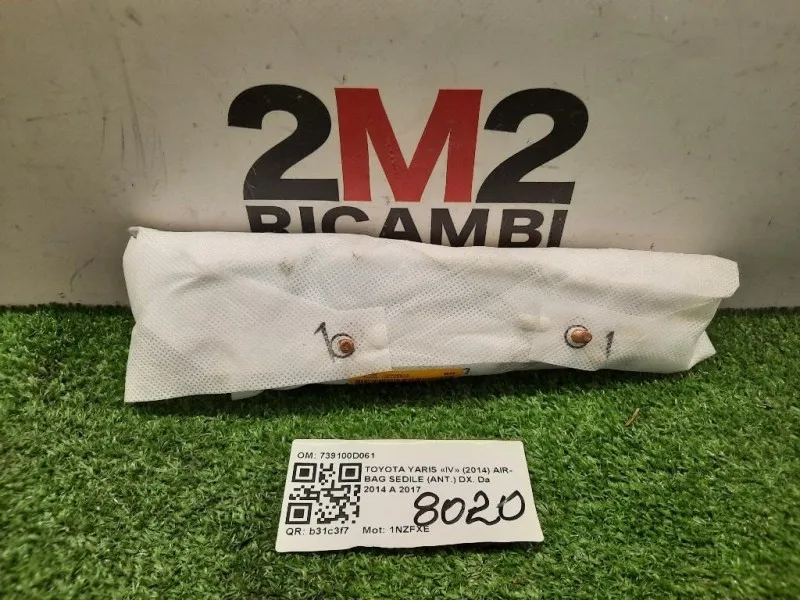 2M2
RICAMBI
1
1
2
OM: 739100D061
TOYOTA YARIS «IV» (2014) AIR-
BAG SEDILE (ANT.) DX. Da
2014 A 2017
8020
QR: b31c3f7 Mot: 1NZFXE